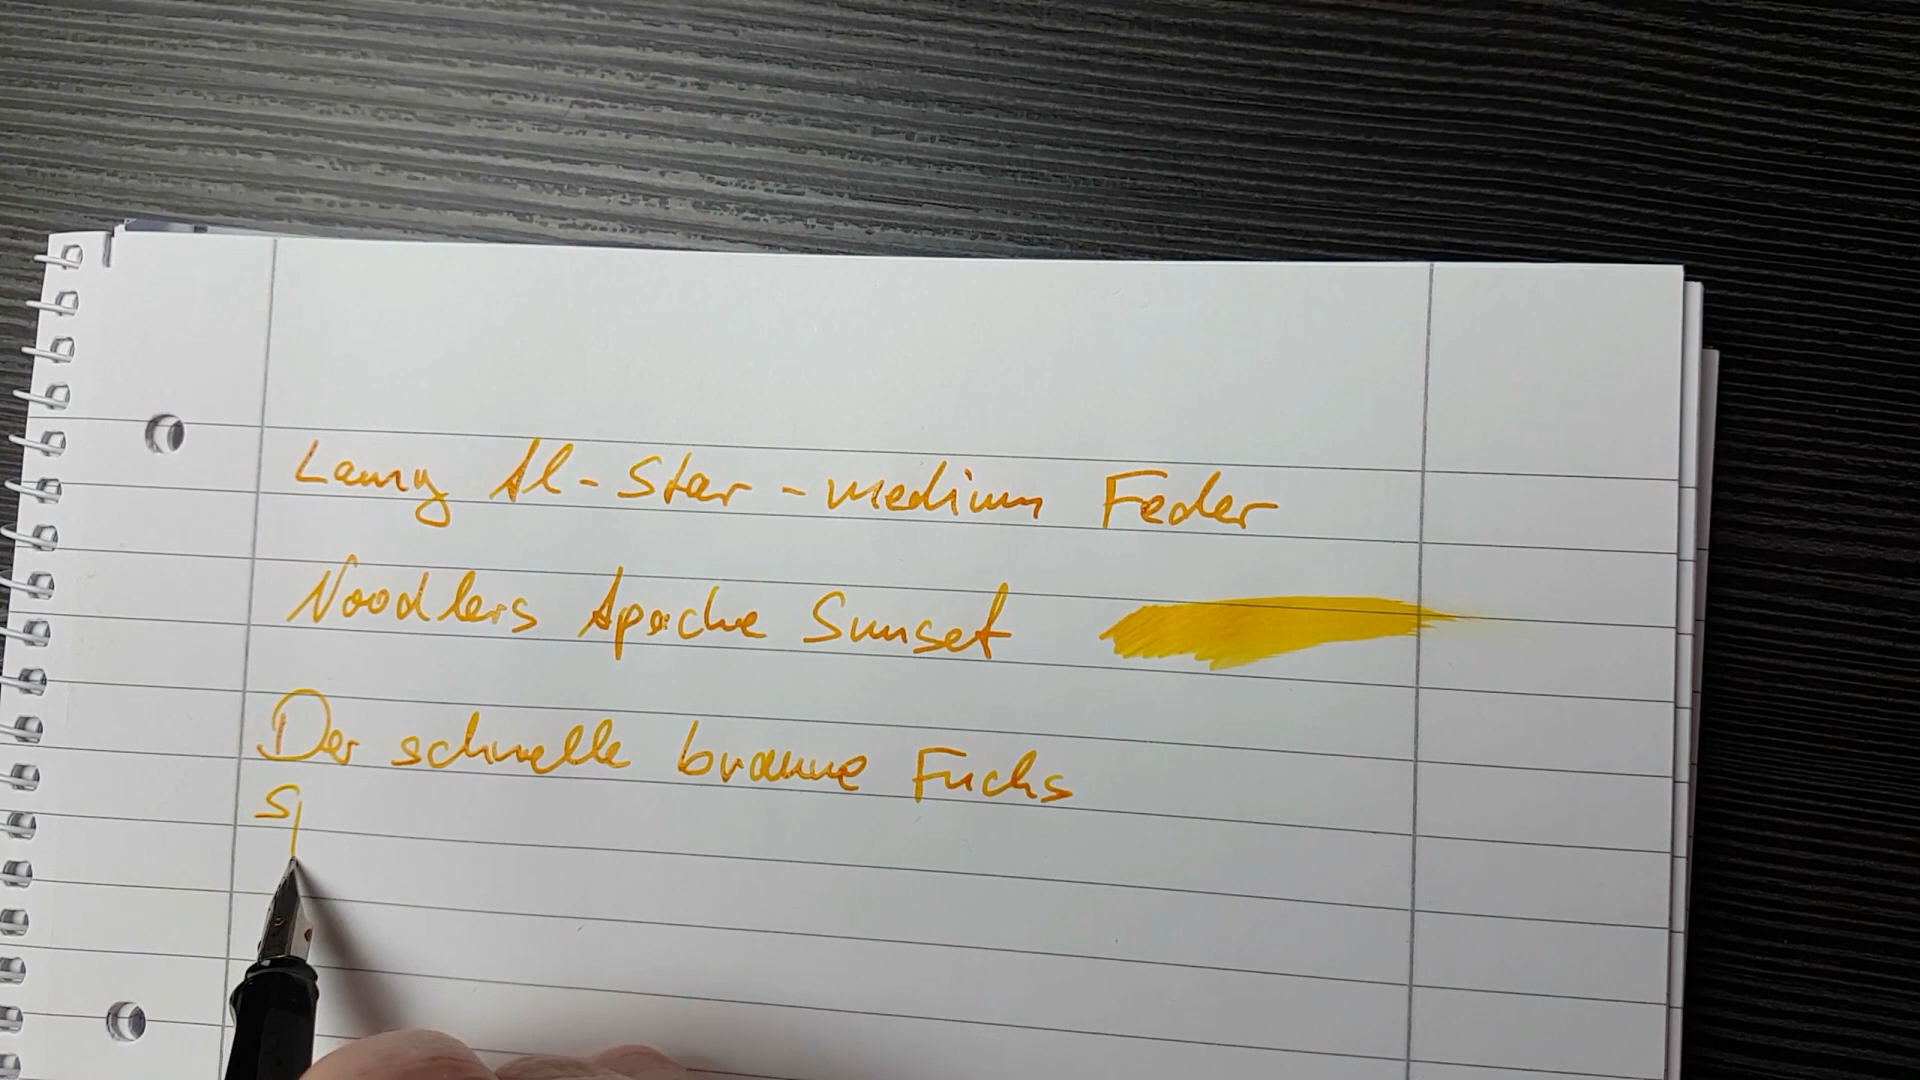 Lamy Al-Star - medium Feder
Noodlers Apache Sunset
Der schnelle braune Fuchs
S